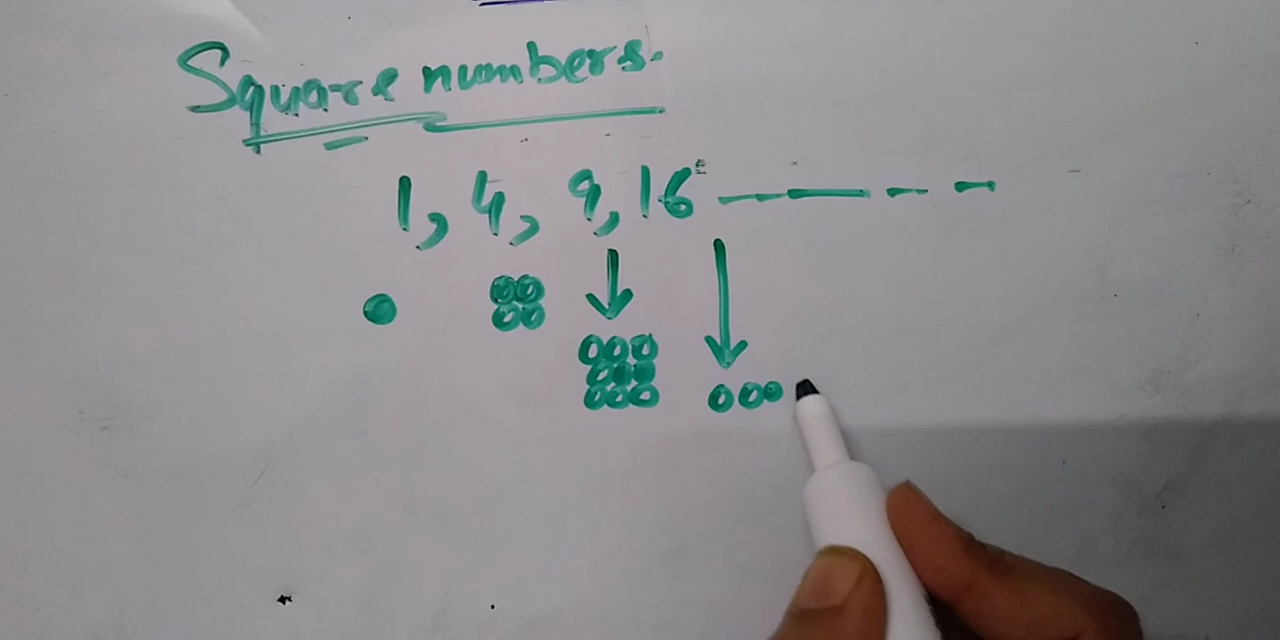 Square numbers.
1, 4, 9, 16 - — - -